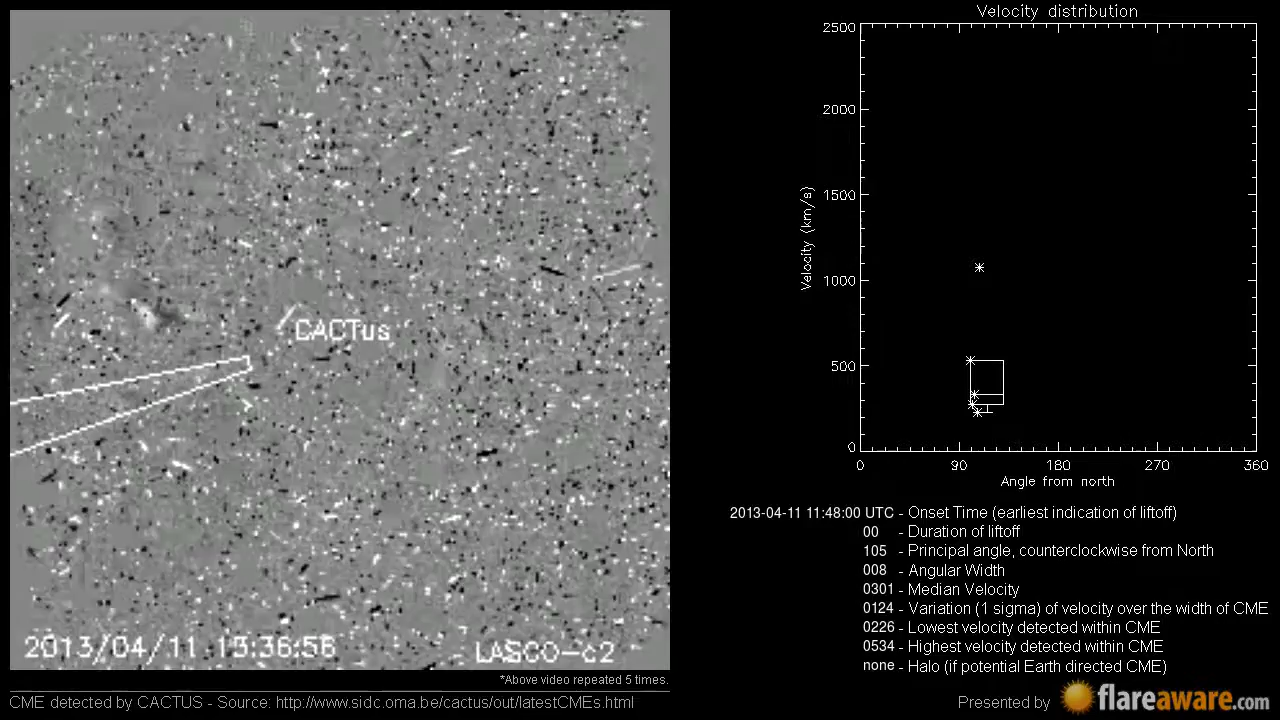 Velocity distribution
2500
2000
1500
1000
500
0
Velocity (km/s)
0 90 180 270 360
Angle from north
CACTus
2013/04/11 13:36:56
LASCO-c2
*Above video repeated 5 times.
CME detected by CACTUS - Source: http://www.sidc.oma.be/cactus/out/latestCMEs.html
2013-04-11 11:48:00 UTC - Onset Time (earliest indication of liftoff)
00 - Duration of liftoff
105 - Principal angle, counterclockwise from North
008 - Angular Width
0301 - Median Velocity
0124 - Variation (1 sigma) of velocity over the width of CME
0226 - Lowest velocity detected within CME
0534 - Highest velocity detected within CME
none - Halo (if potential Earth directed CME)
Presented by flareaware.com